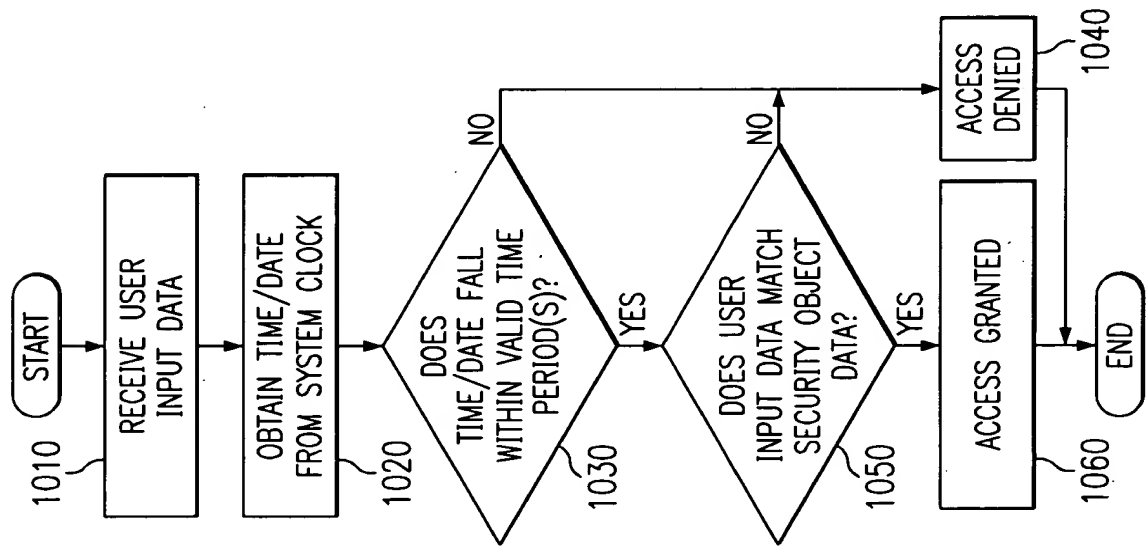 START
1010
RECEIVE USER
INPUT DATA
1020
OBTAIN TIME/DATE
FROM SYSTEM CLOCK
DOES
TIME/DATE FALL
WITHIN VALID TIME
PERIOD(S)?
1030
NO
YES
DOES USER
INPUT DATA MATCH
SECURITY OBJECT
DATA?
1050
NO
YES
ACCESS
DENIED
1040
ACCESS GRANTED
1060
END